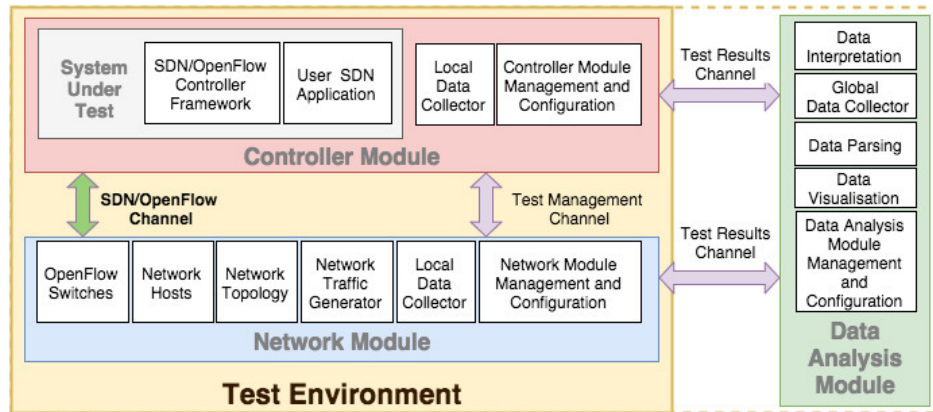 System
Under
Test
SDN/OpenFlow
Controller
Framework
User SDN
Application
Local
Data
Collector
Controller Module
Management and
Configuration
Controller Module
SDN/OpenFlow
Channel
Test Management
Channel
OpenFlow
Switches
Network
Hosts
Network
Topology
Network
Traffic
Generator
Local
Data
Collector
Network Module
Management and
Configuration
Network Module
Test Environment
Test Results
Channel
Test Results
Channel
Data
Interpretation
Global
Data Collector
Data Parsing
Data
Visualisation
Data Analysis
Module
Management
and
Configuration
Data
Analysis
Module